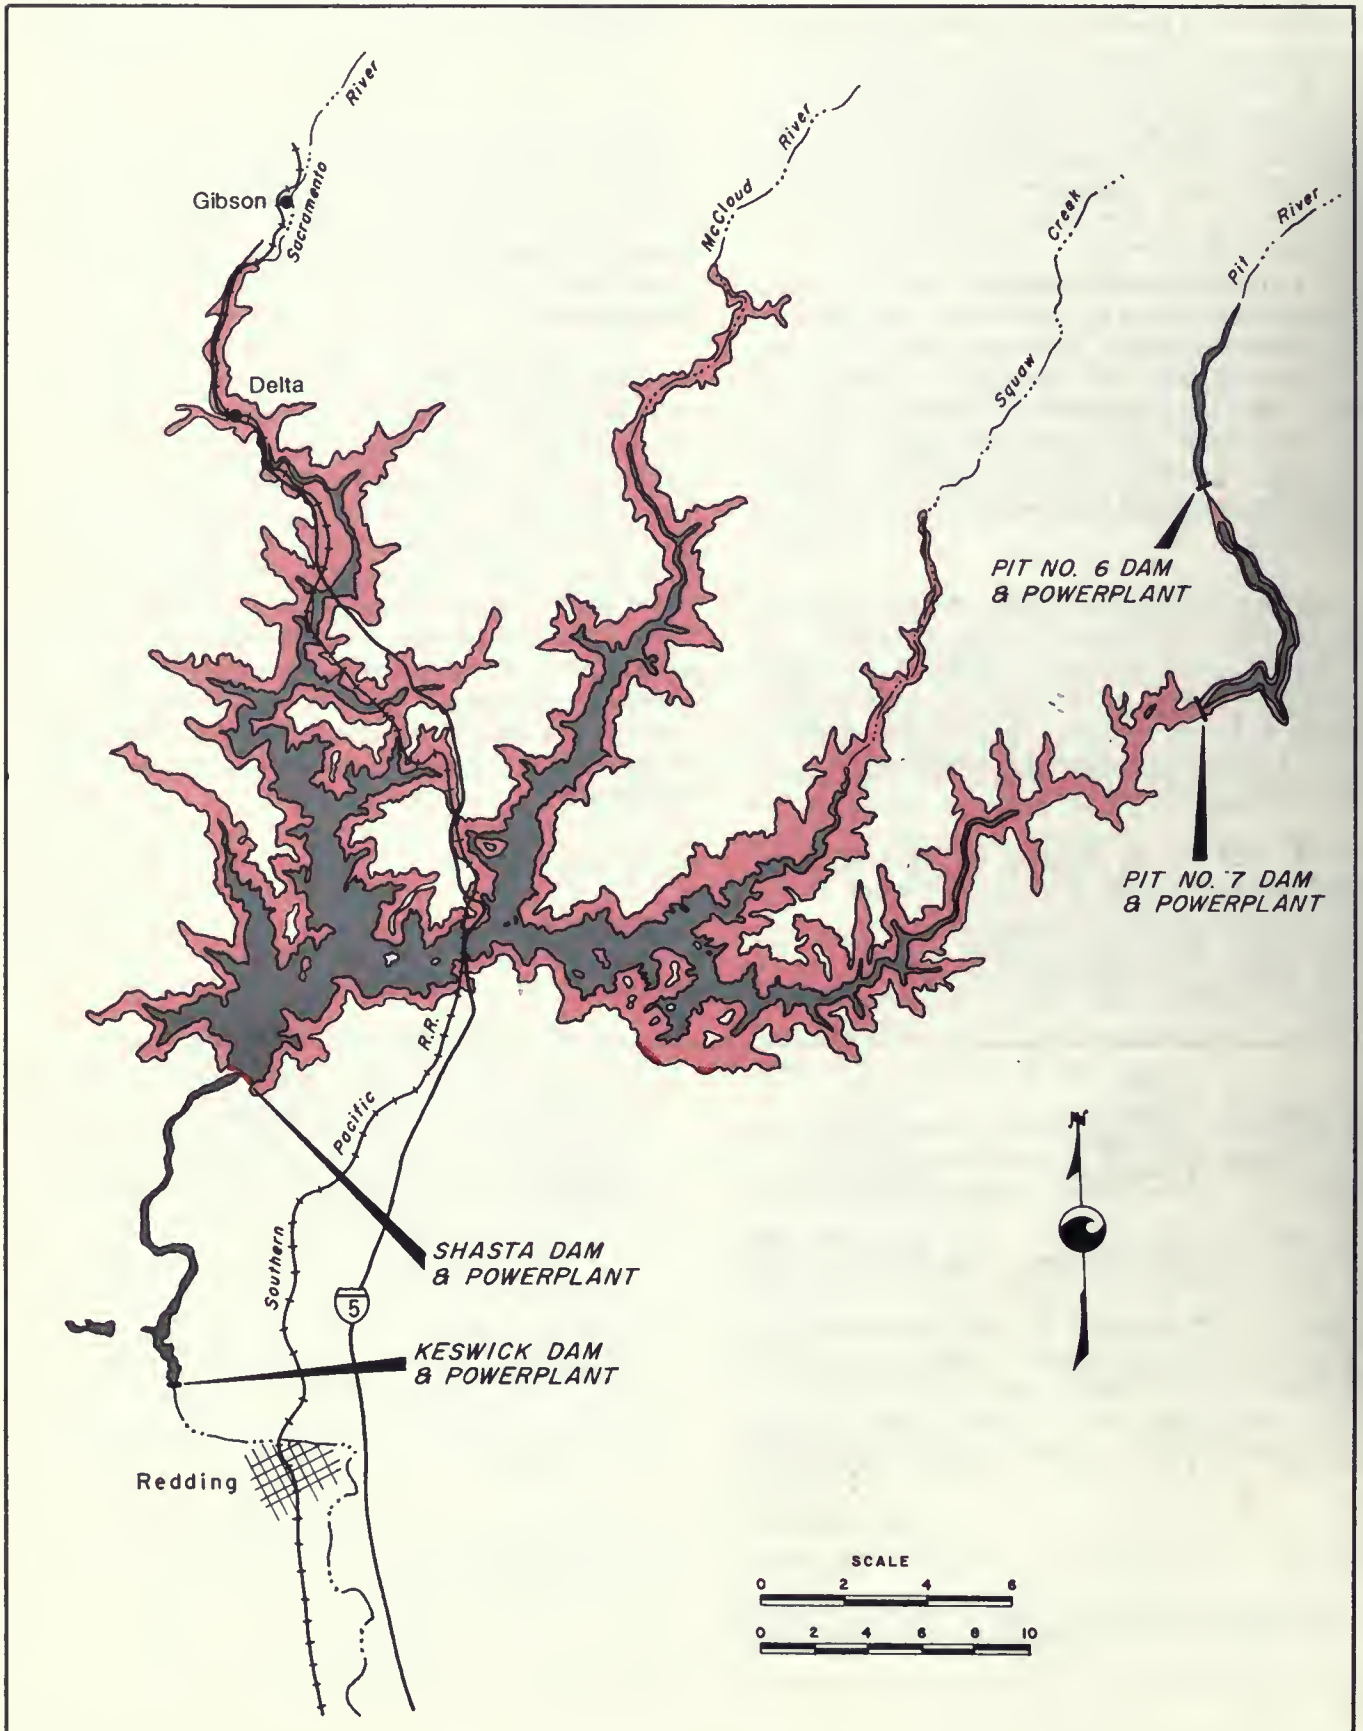 River
Sacramento
Gibson
Delta
River
McCloud
Creek
Squaw
River
Pit
PIT NO. 6 DAM
& POWERPLANT
PIT NO. 7 DAM
& POWERPLANT
R.R.
Pacific
Southern
SHASTA DAM
& POWERPLANT
5
KESWICK DAM
& POWERPLANT
Redding
N
SCALE
0 2 4 6
0 2 4 6 8 10